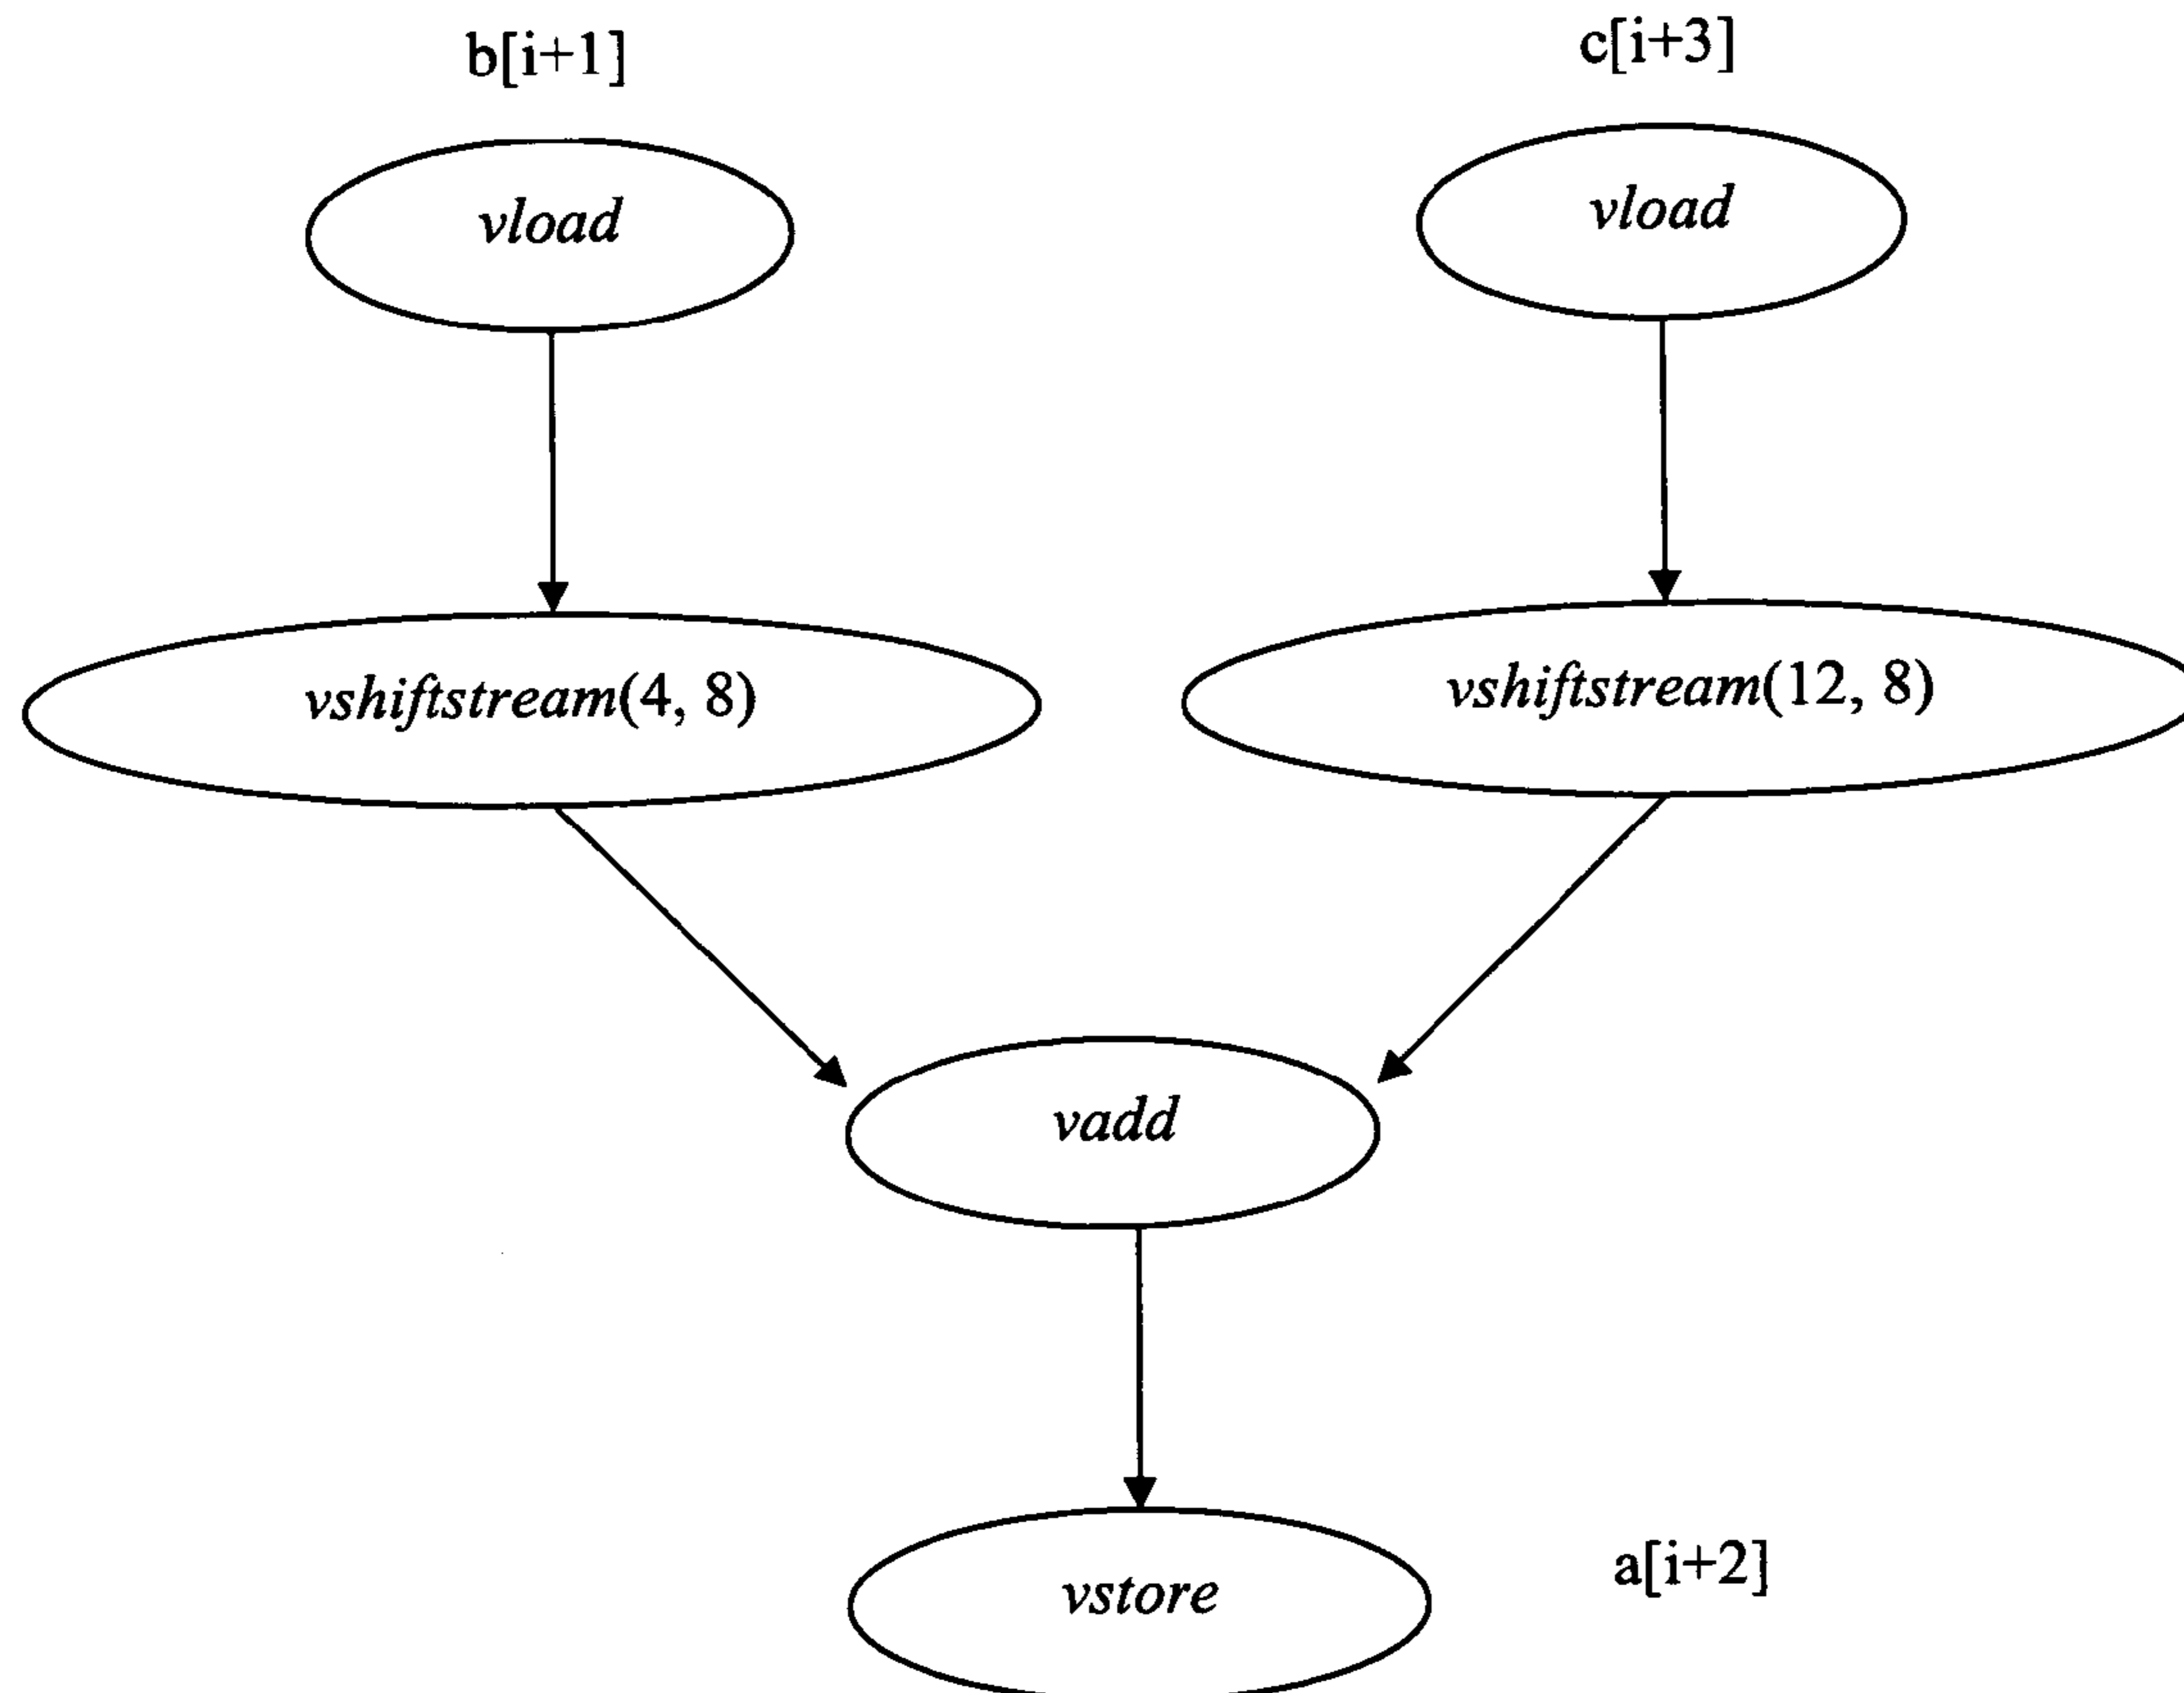 b[i+1]
c[i+3]
vload
vload
vshiftstream(4, 8)
vshiftstream(12, 8)
vadd
vstore
a[i+2]